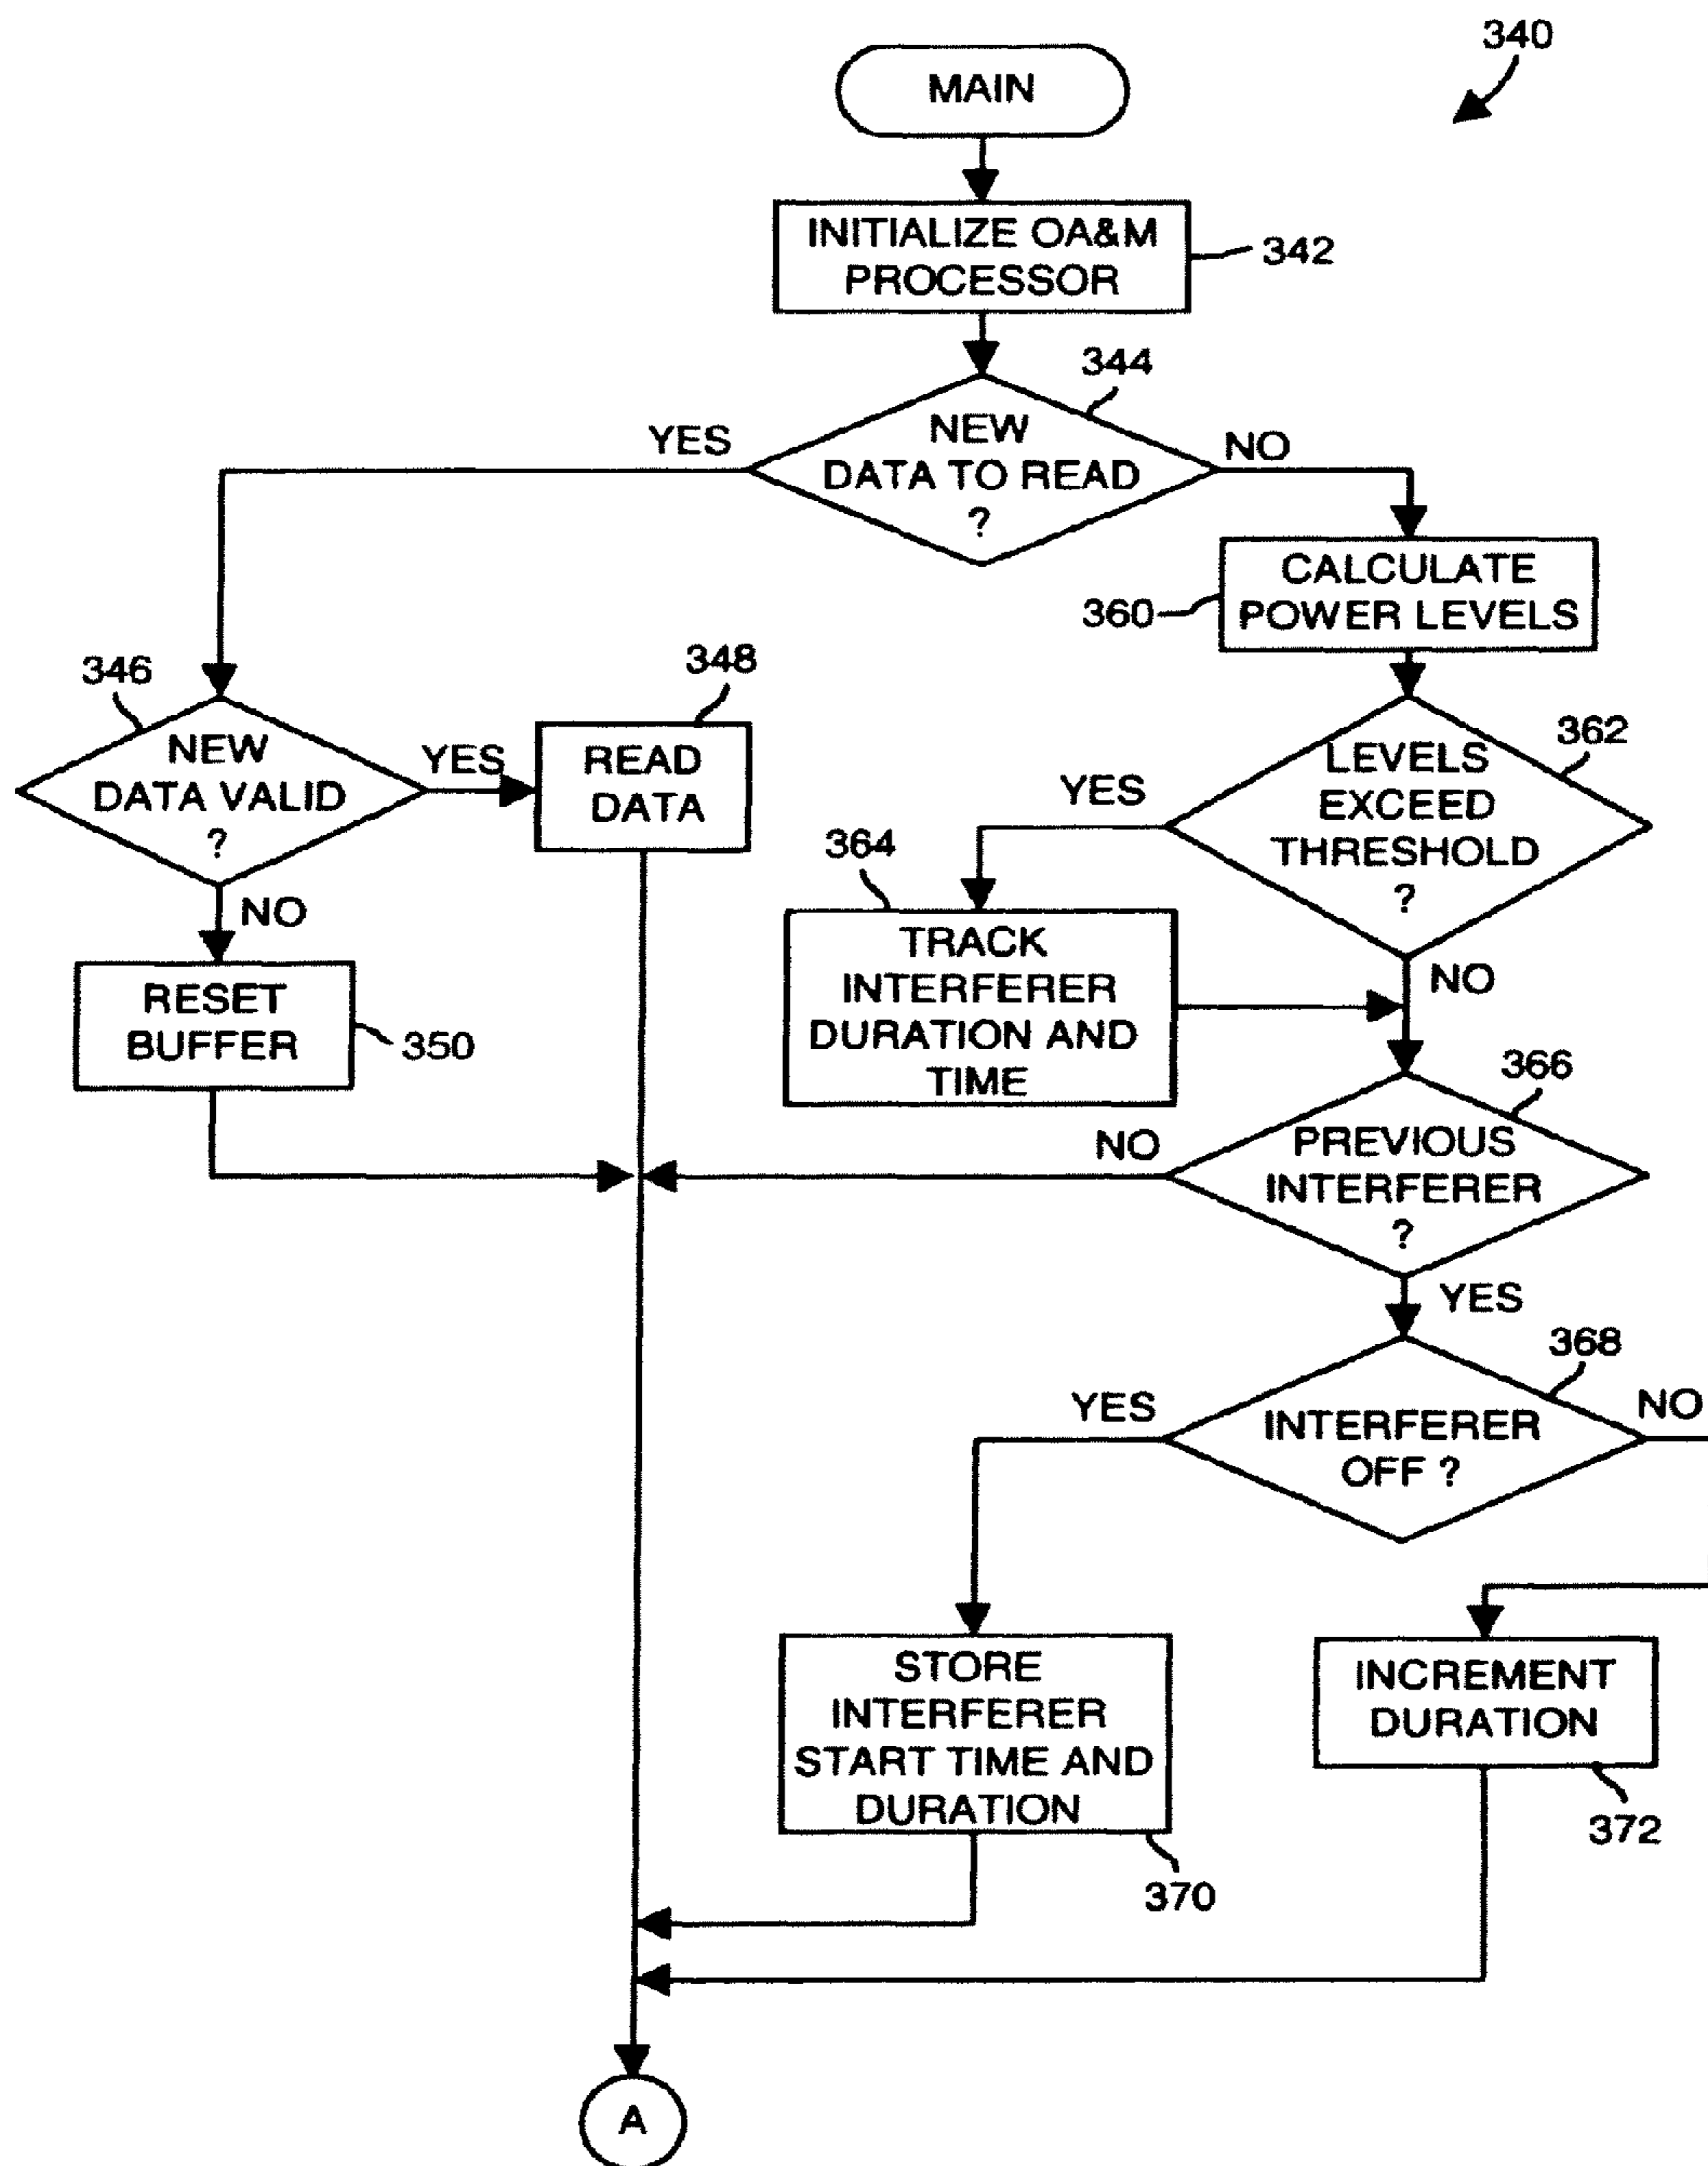 340
MAIN
INITIALIZE OA&M
PROCESSOR
342
344
YES
NEW
DATA TO READ
?
NO
CALCULATE
POWER LEVELS
360
346
NEW
DATA VALID
?
YES
348
READ
DATA
NO
RESET
BUFFER
350
362
LEVELS
EXCEED
THRESHOLD
?
YES
364
TRACK
INTERFERER
DURATION AND
TIME
NO
366
PREVIOUS
INTERFERER
?
NO
YES
368
YES
INTERFERER
OFF ?
NO
STORE
INTERFERER
START TIME AND
DURATION
370
INCREMENT
DURATION
372
A